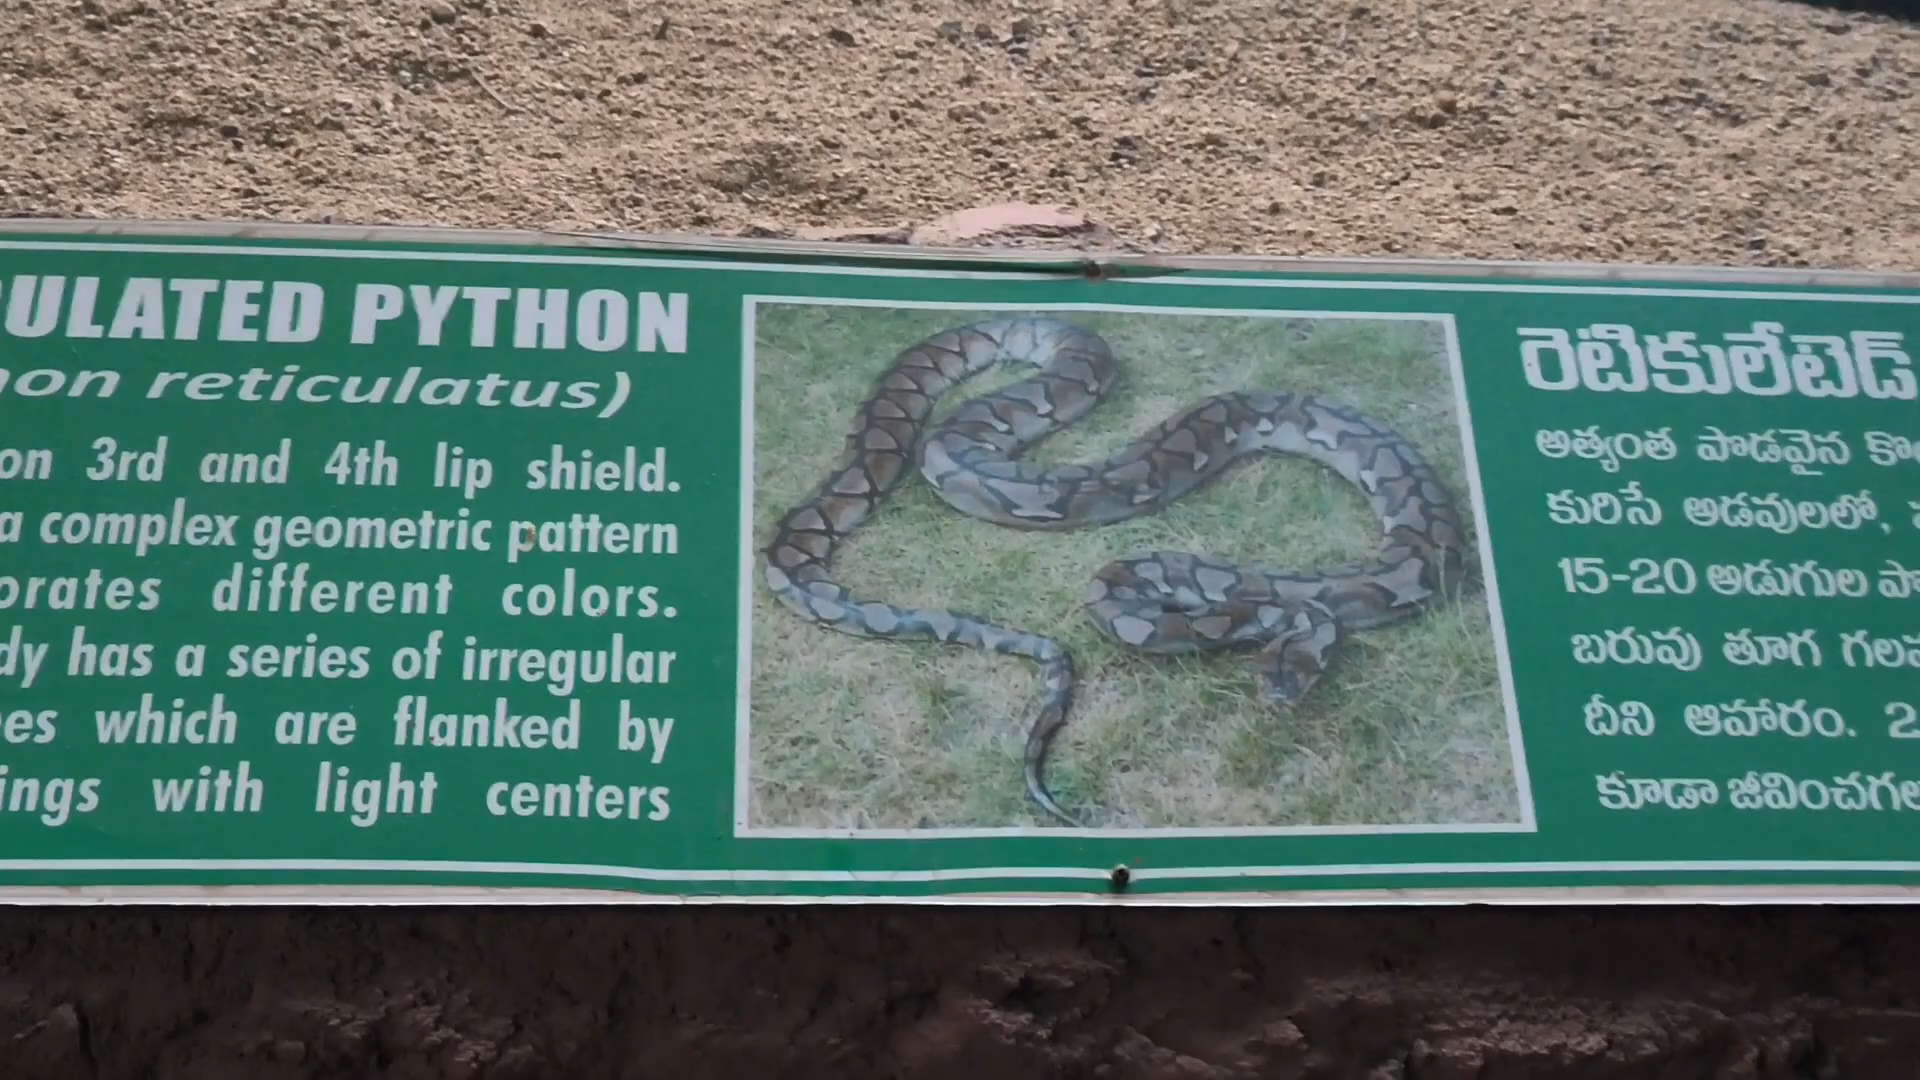 ULATED PYTHON
on reticulatus)
on 3rd and 4th lip shield.
a complex geometric pattern
orates different colors.
dy has a series of irregular
es which are flanked by
ings with light centers
రెటికులేటెడ్
అత్యంత పొడవైన
కురిసే అడవులలో,
15-20 అడుగుల
బరువు తూగ గల
దీని ఆహారం. 2
కూడా జీవించగల